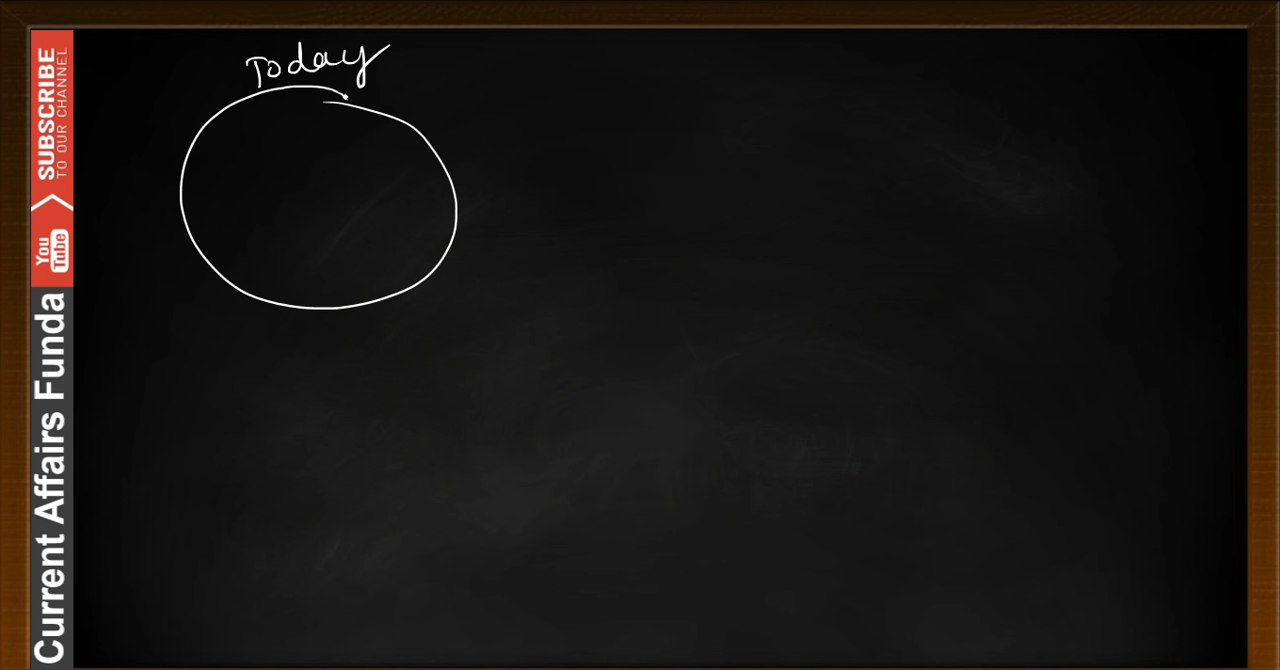 Today
SUBSCRIBE
TO OUR CHANNEL
You
Tube
Current Affairs Funda